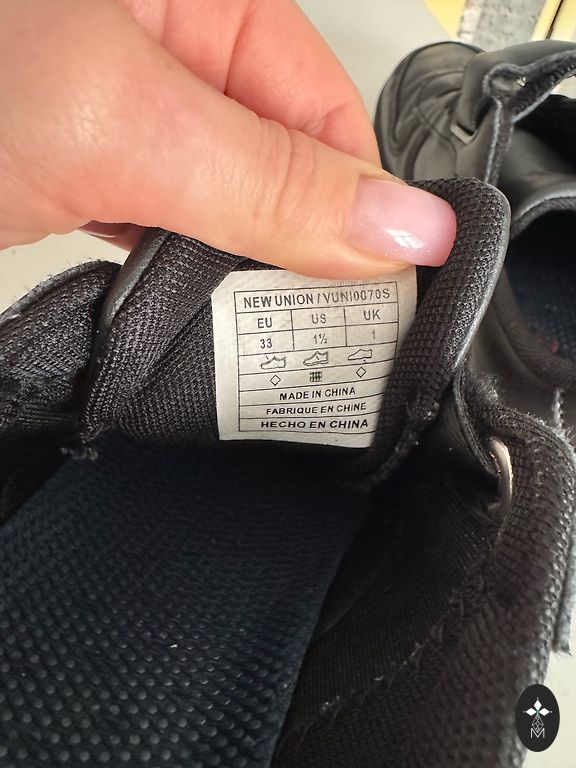 NEW UNION / VUNI0070S
EU US UK
33 1½ 1
MADE IN CHINA
FABRIQUE EN CHINE
HECHO EN CHINA
M